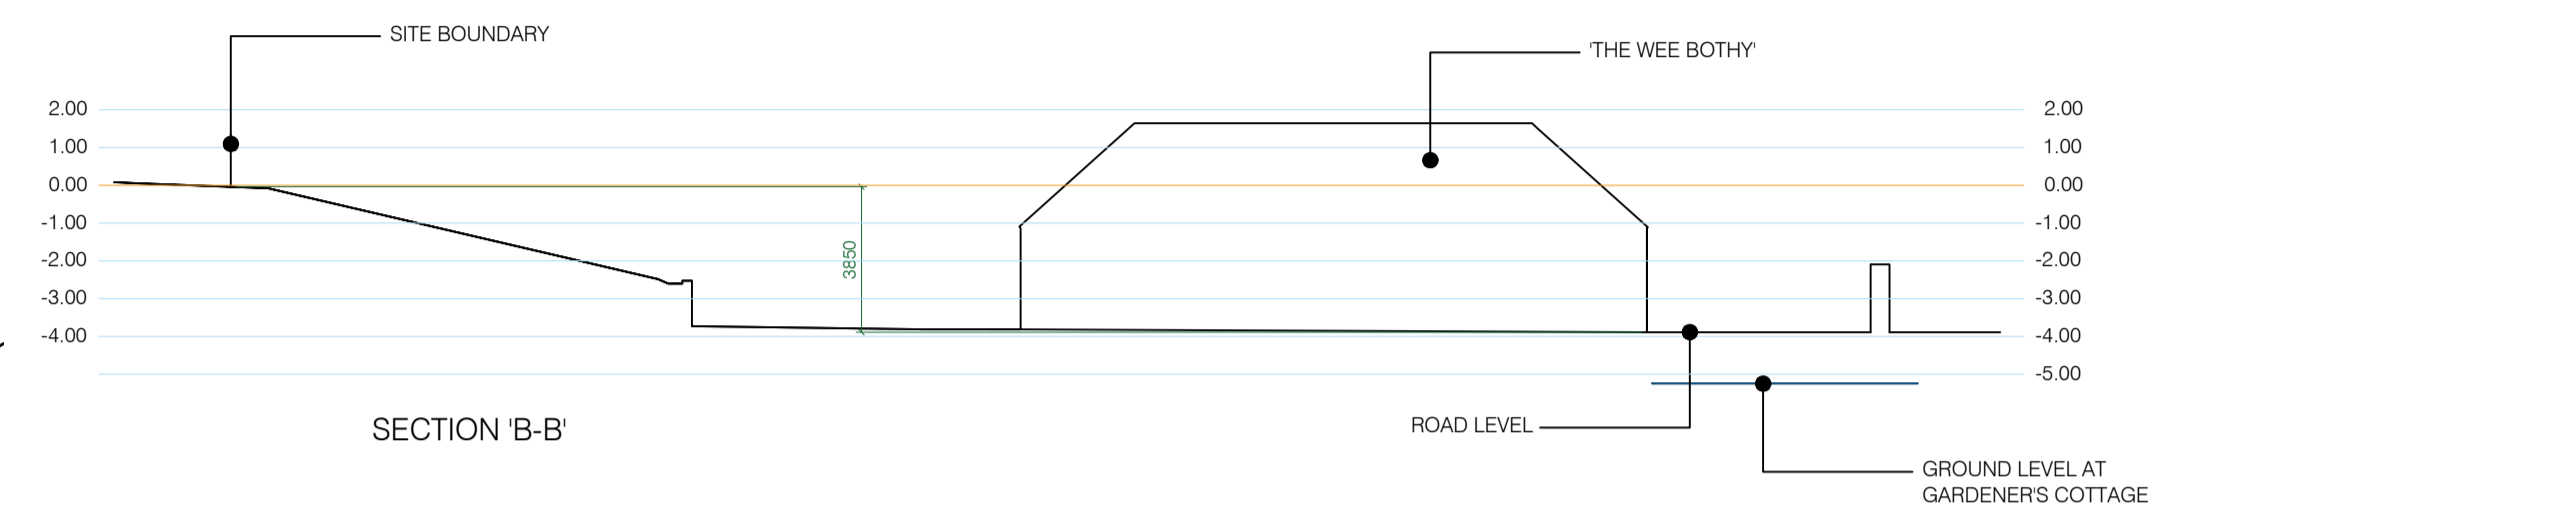 SITE BOUNDARY
'THE WEE BOTHY'
2.00 2.00
1.00 1.00
0.00 0.00
-1.00 -1.00
-2.00 -2.00
3850
-3.00 -3.00
-4.00 -4.00
-5.00
SECTION 'B-B'
ROAD LEVEL
GROUND LEVEL AT
GARDENER'S COTTAGE